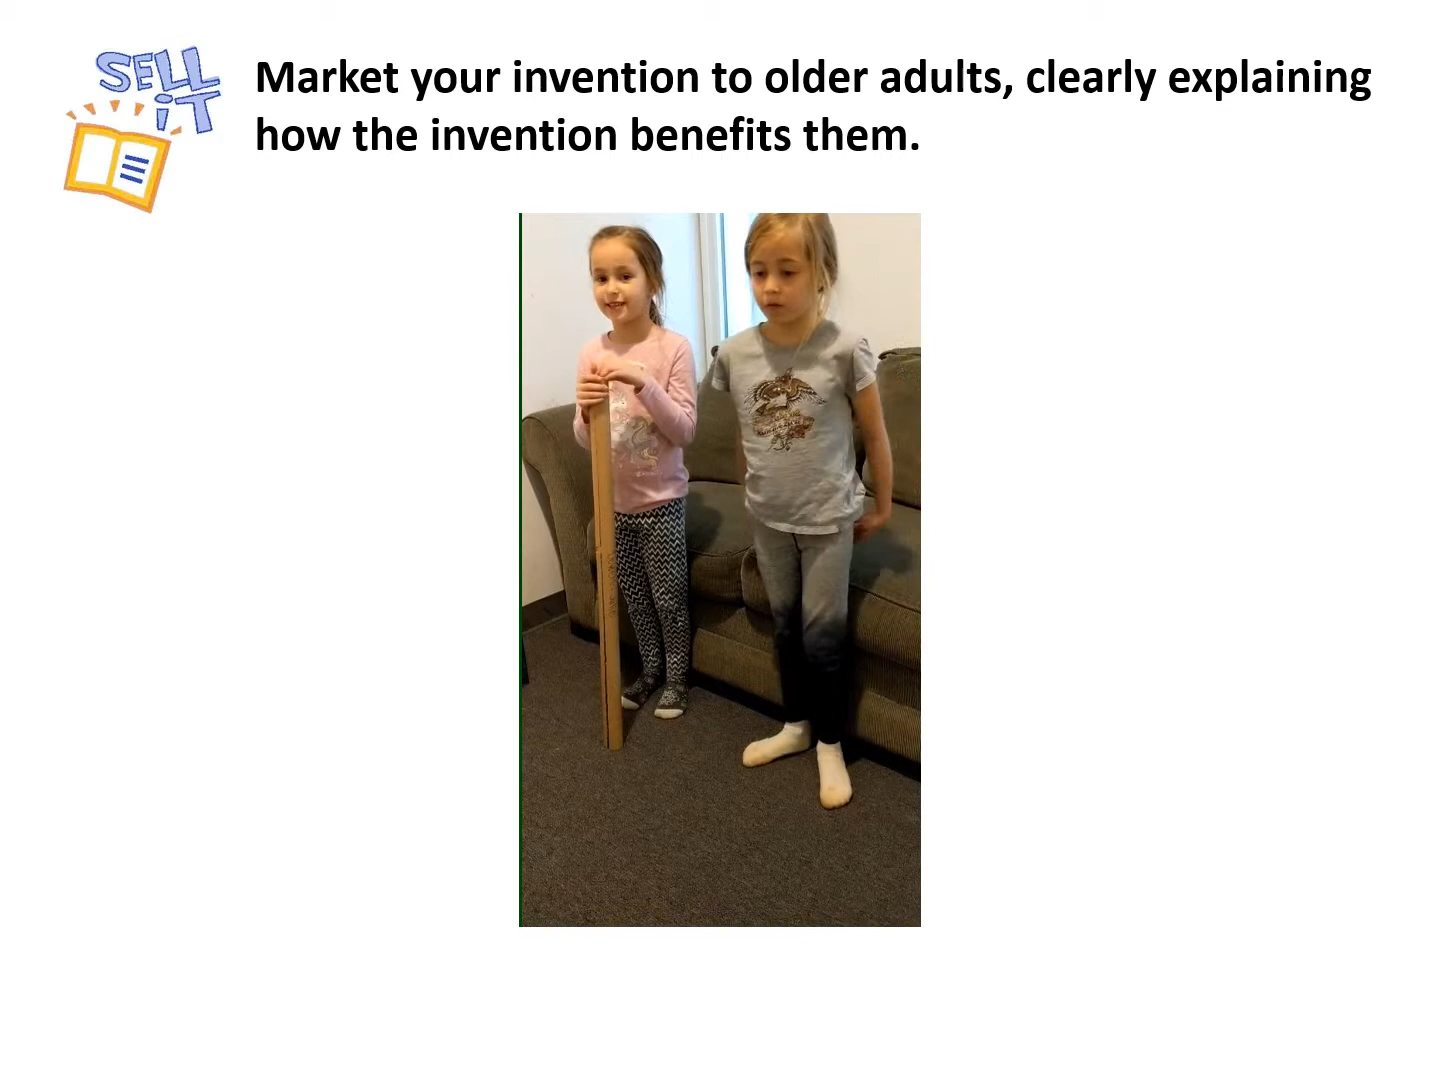 SELL
iT
Market your invention to older adults, clearly explaining
how the invention benefits them.